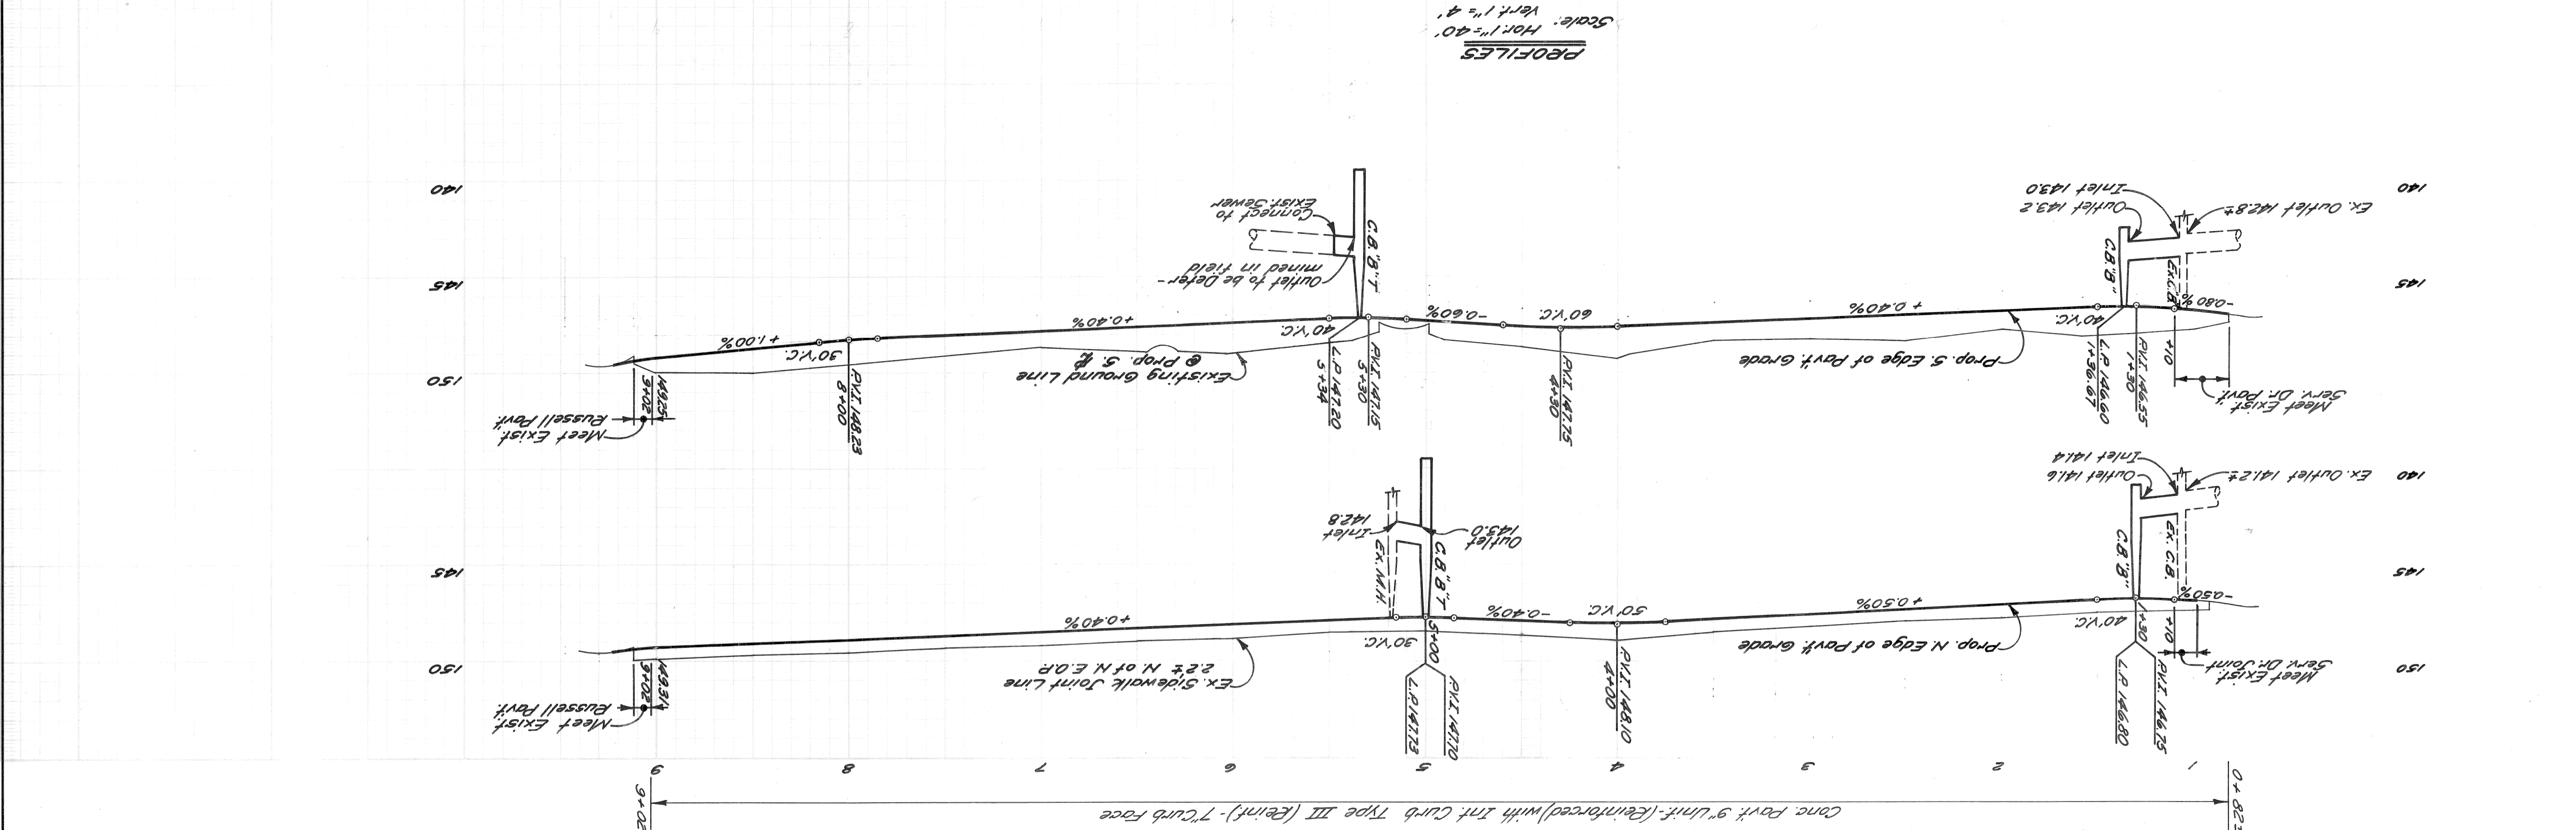 PROFILES
Scale: Hor. 1"=40'
Vert. 1"= 4'
Conc. Pav't. 9" Unif.-(Reinforced) with Int. Curb Type III (Reinf.)- 7" Curb Face
9+02
1
2
3
4
5
6
7
8
9
Meet Exist.
Serv. Dr. Joint
+10
1+30
P.V.I. 146.75
L.P. 146.80
40' V.C.
-0.50%
+0.50%
Prop. N. Edge of Pav't. Grade
P.V.I. 148.10
4+00
50' V.C.
-0.40%
P.V.I. 147.70
L.P. 147.73
5+00
30' V.C.
Ex. Sidewalk Joint Line
2.2'± N. of N.E.O.P.
+0.40%
149.31
9+02
Meet Exist.
Russell Pav't.
150
150
145
145
140
Ex. C.B.
C.B. "B"
Ex. Outlet 141.2±
Outlet 141.6
Inlet 141.4
C.B. "B" T
Outlet
143.0
Ex. M.H.
Inlet
142.8
Meet Exist.
Serv. Dr. Pav't.
+10
P.V.I. 146.55
1+30
L.P. 146.60
1+36.67
40' V.C.
-0.80%
+0.40%
Prop. S. Edge of Pav't. Grade
P.V.I. 147.75
4+30
60' V.C.
-0.60%
P.V.I. 147.15
5+30
L.P. 147.20
5+34
40' V.C.
Existing Ground Line
@ Prop. S. ℄
+0.40%
P.V.I. 148.23
8+00
30' V.C.
+1.00%
149.25
9+02
Meet Exist.
Russell Pav't.
150
145
145
140
140
Ex. C.B.
C.B. "B"
Ex. Outlet 142.8±
Outlet 143.2
Inlet 143.0
C.B. "B" T
Outlet to be Deter-
mined in field
Connect to
Exist. Sewer